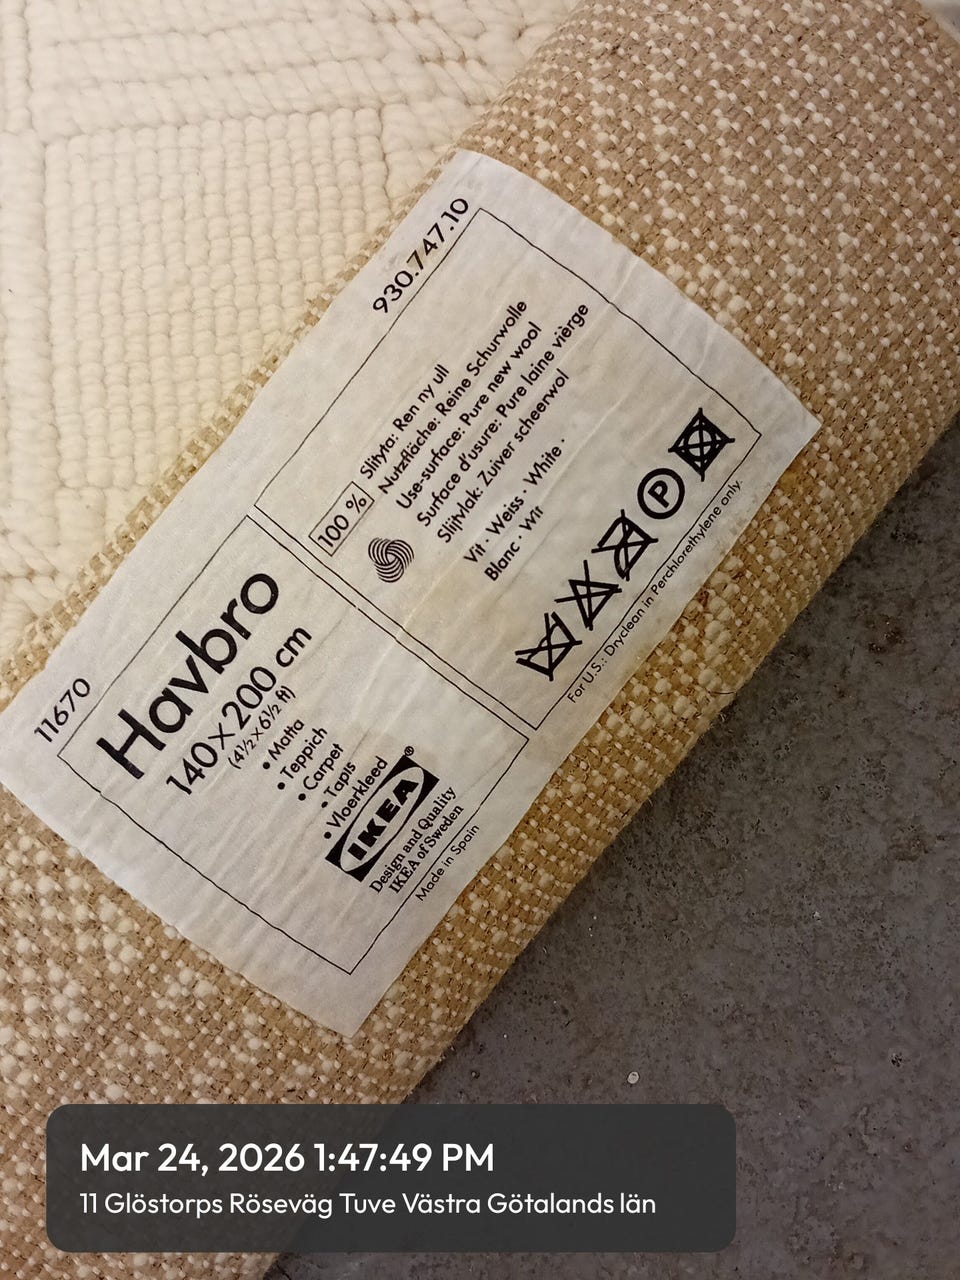 11670
Havbro
140×200 cm
(4½×6½ ft)
• Matta
• Teppich
• Carpet
• Tapis
• Vloerkleed
IKEA®
Design and Quality
IKEA of Sweden
Made in Spain
930.747.10
100 %
Slityta: Ren ny ull
Nutzfläche: Reine Schurwolle
Use-surface: Pure new wool
Surface d'usure: Pure laine vièrge
Slijtvlak: Zuiver scheerwol
Vit · Weiss · White ·
Blanc · Wit
P
For U.S.: Dryclean in Perchlorethylene only.
Mar 24, 2026 1:47:49 PM
11 Glöstorps Röseväg Tuve Västra Götalands län